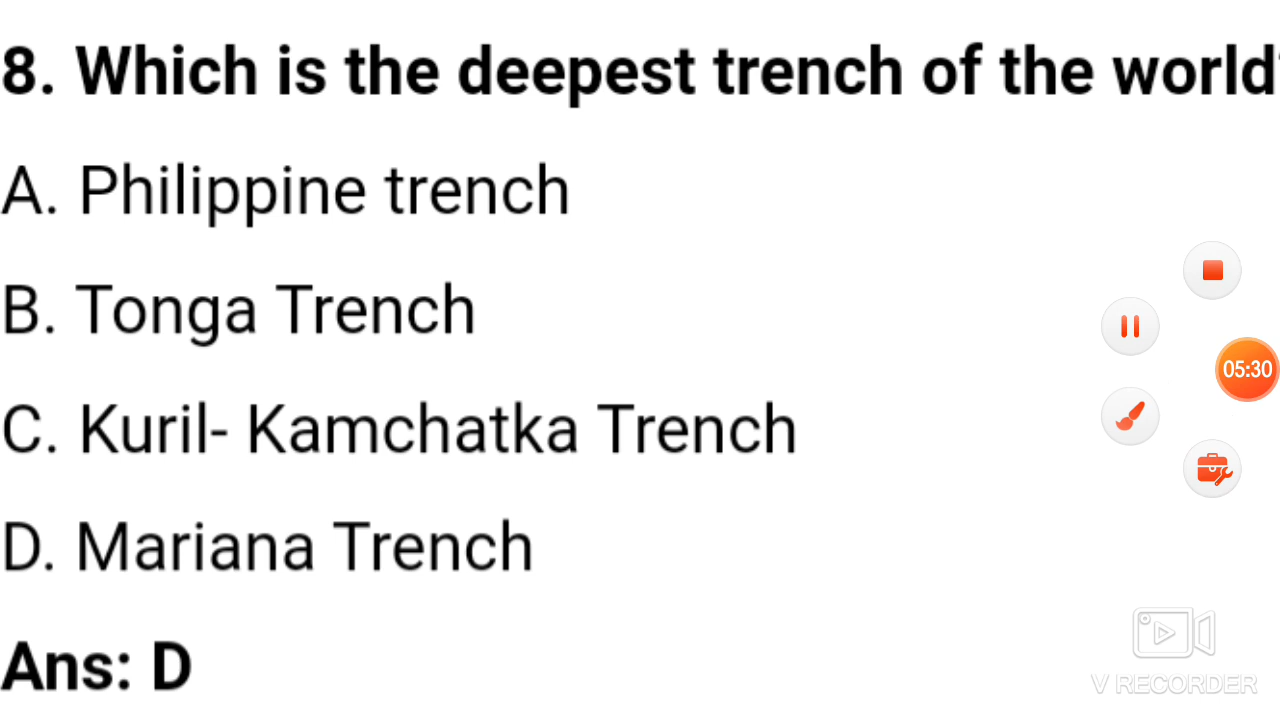 8. Which is the deepest trench of the world
A. Philippine trench
B. Tonga Trench
C. Kuril- Kamchatka Trench
D. Mariana Trench
Ans: D
05:30
V RECORDER